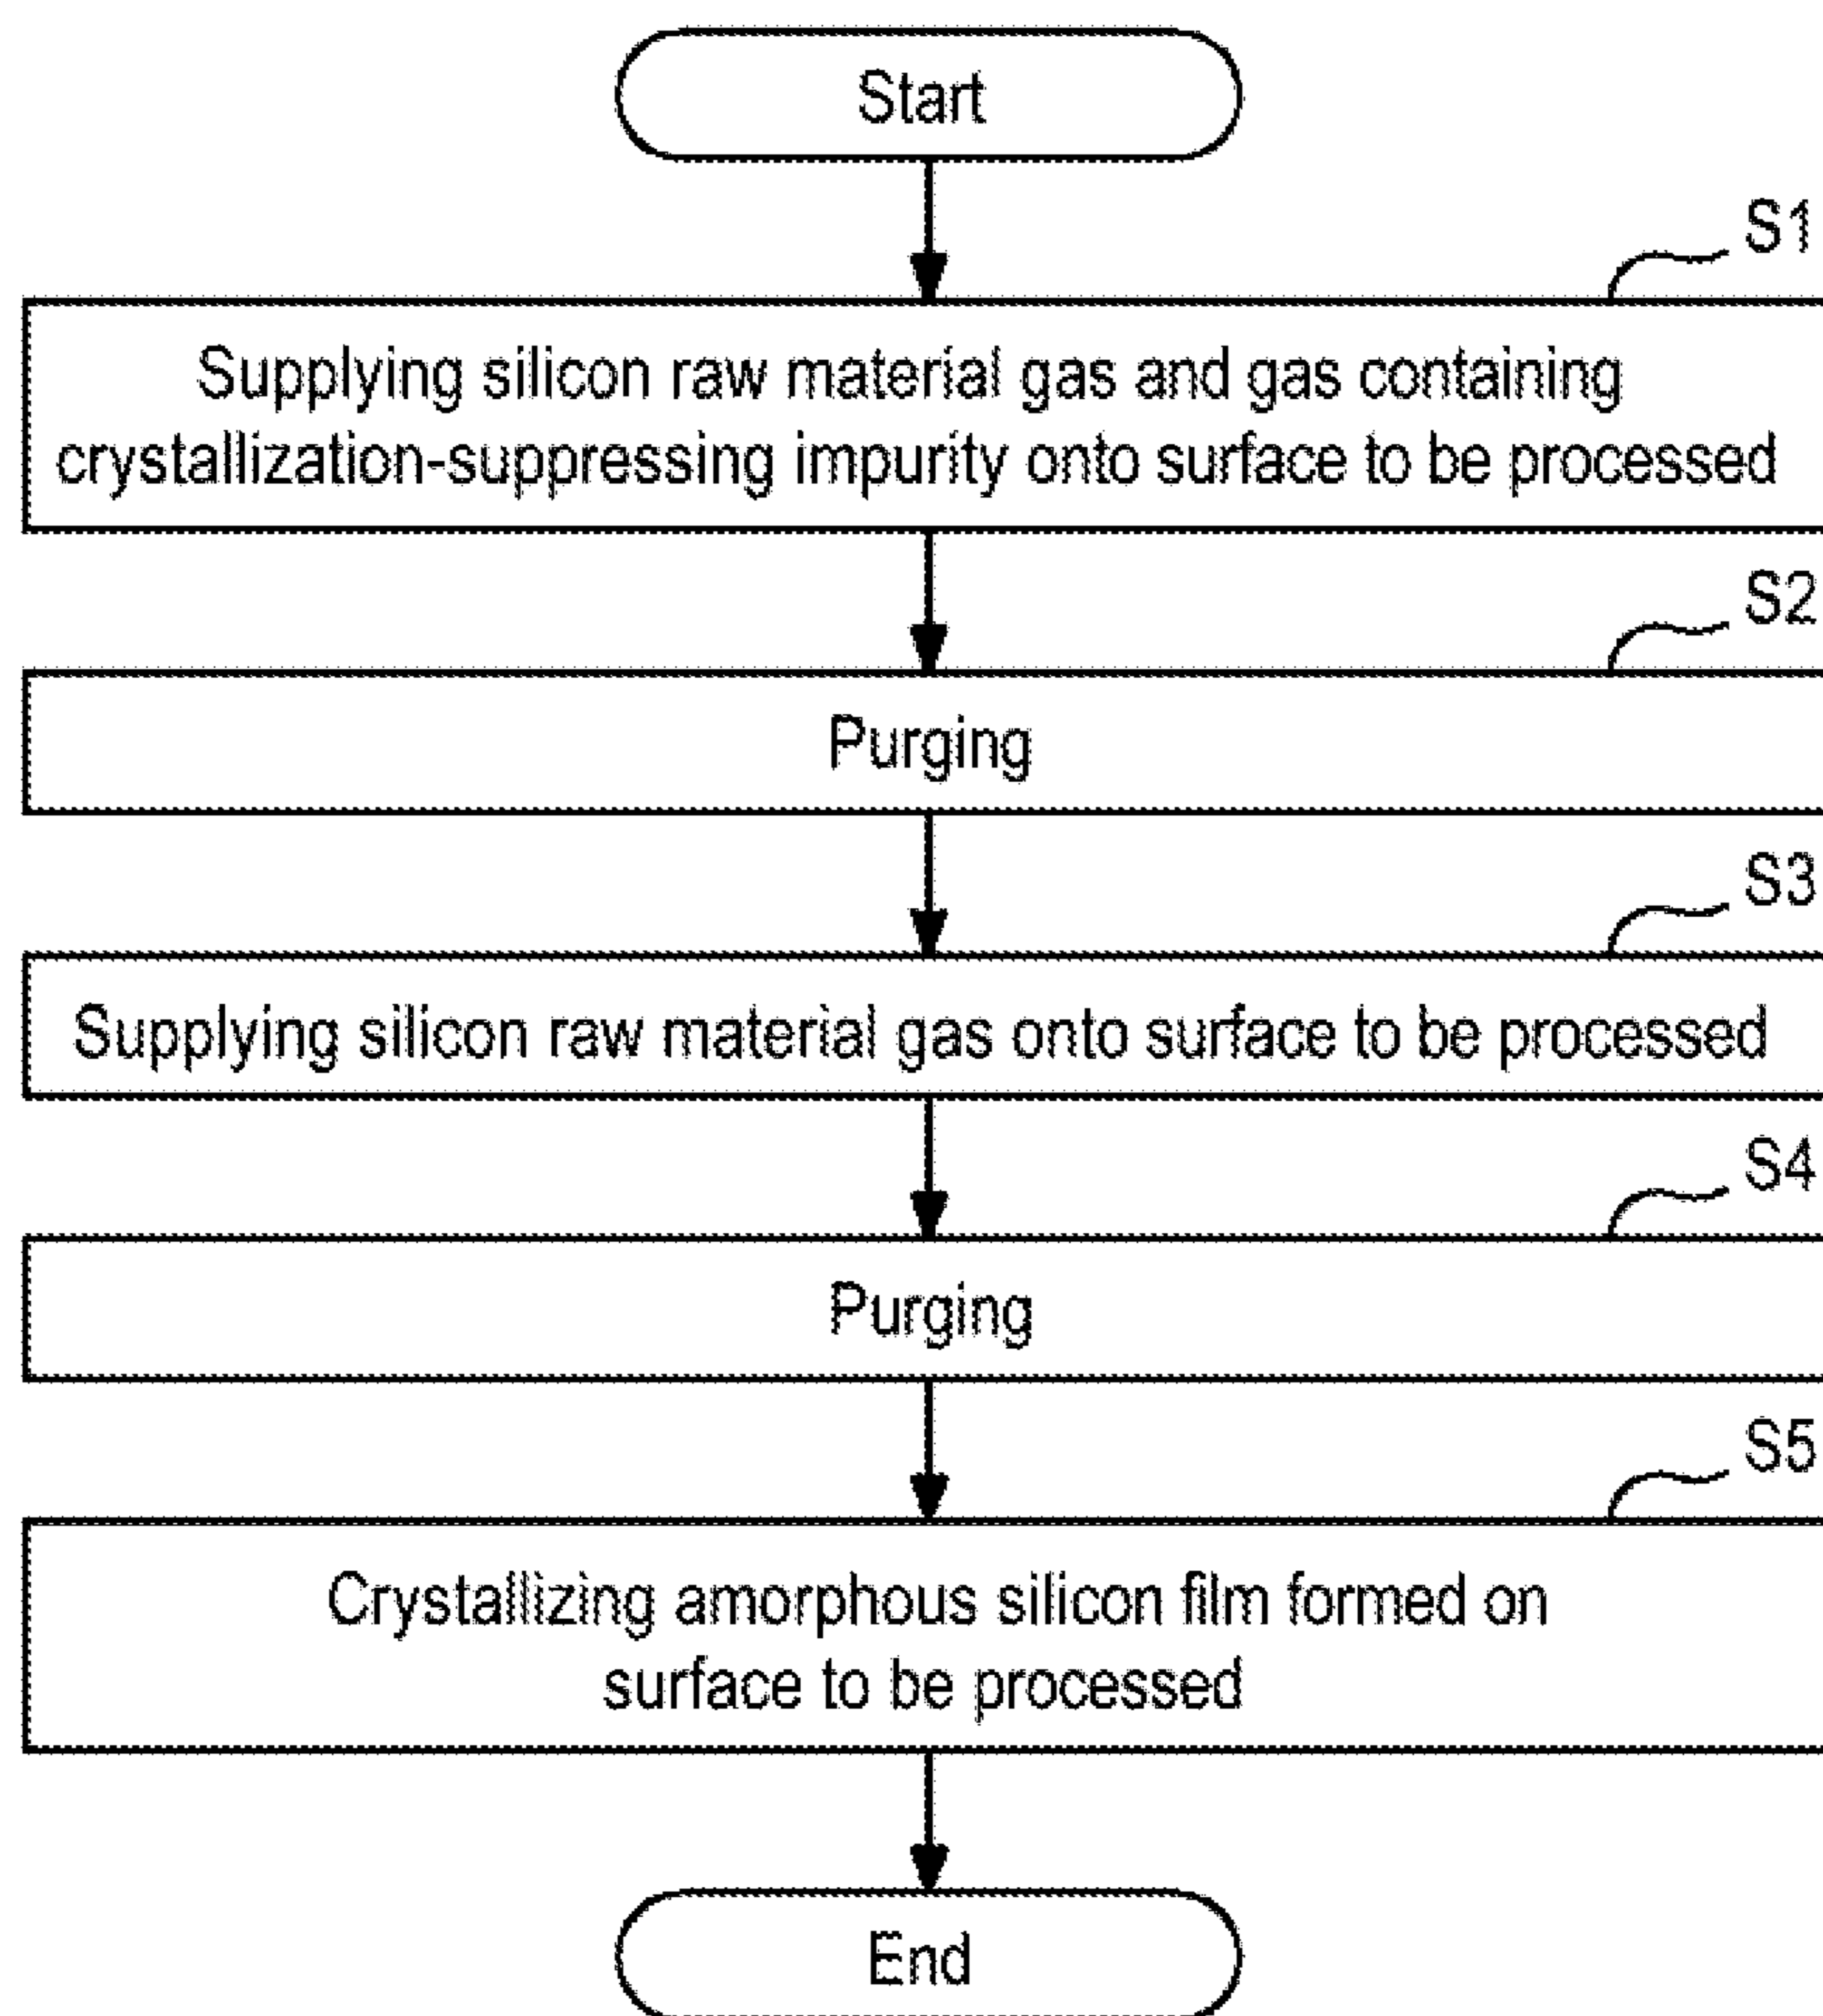 Start
S1
Supplying silicon raw material gas and gas containing
crystallization-suppressing impurity onto surface to be processed
S2
Purging
S3
Supplying silicon raw material gas onto surface to be processed
S4
Purging
S5
Crystallizing amorphous silicon film formed on
surface to be processed
End